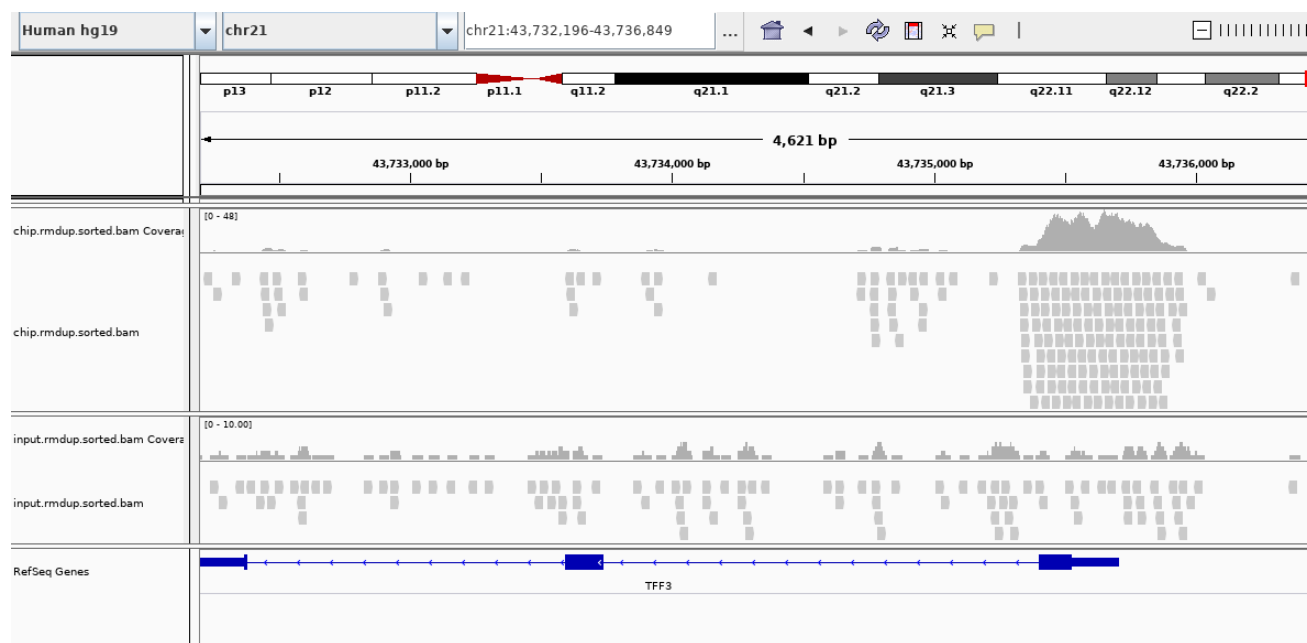 Human hg19 chr21 chr21:43,732,196-43,736,849 ...
p13 p12 p11.2 p11.1 q11.2 q21.1 q21.2 q21.3 q22.11 q22.12 q22.2
4,621 bp
43,733,000 bp 43,734,000 bp 43,735,000 bp 43,736,000 bp
[0 - 48]
chip.rmdup.sorted.bam Coverag
chip.rmdup.sorted.bam
[0 - 10.00]
input.rmdup.sorted.bam Covera
input.rmdup.sorted.bam
RefSeq Genes
TFF3